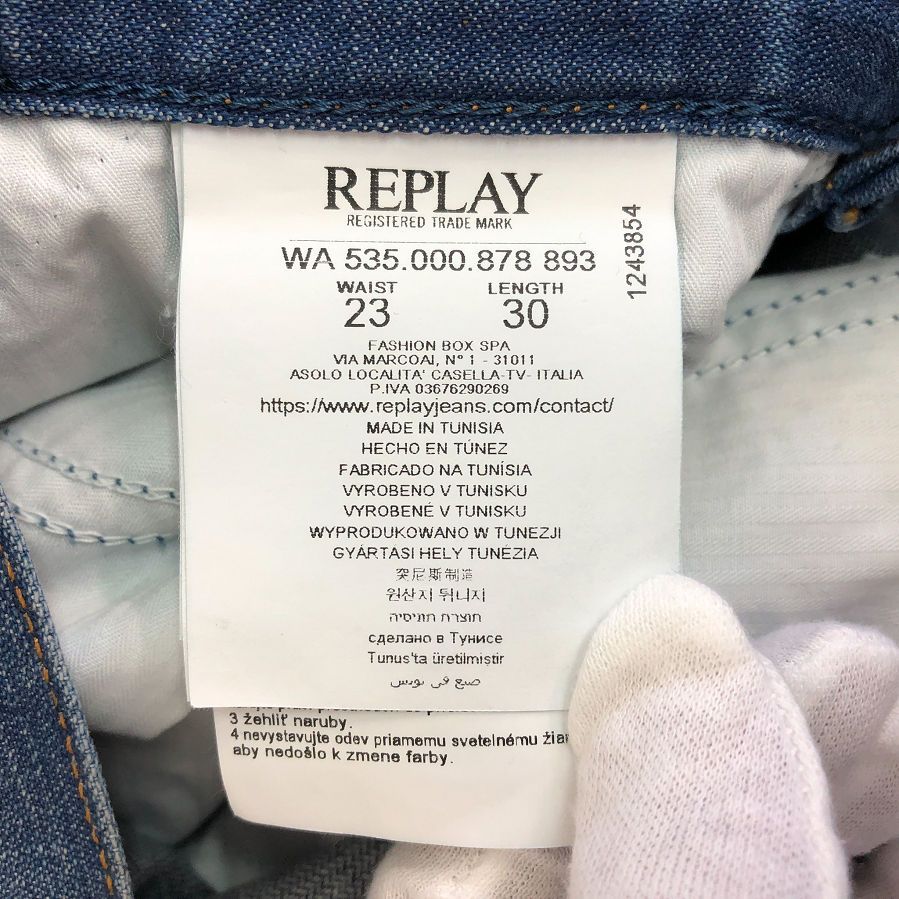 REPLAY
REGISTERED TRADE MARK
WA 535.000.878 893
1243854
WAIST LENGTH
23 30
FASHION BOX SPA
VIA MARCOAI, N° 1 - 31011
ASOLO LOCALITA' CASELLA-TV- ITALIA
P.IVA 03676290269
https://www.replayjeans.com/contact/
MADE IN TUNISIA
HECHO EN TÚNEZ
FABRICADO NA TUNÍSIA
VYROBENO V TUNISKU
VYROBENÉ V TUNISKU
WYPRODUKOWANO W TUNEZJI
GYÁRTÁSI HELY TUNÉZIA
突尼斯制造
원산지 튀니지
תוצרת תוניסיה
сделано в Тунисе
Tunus'ta üretilmiştir
صنع في تونس
3 žehliť naruby.
4 nevystavujte odev priamemu svetelnému
aby nedošlo k zmene farby.